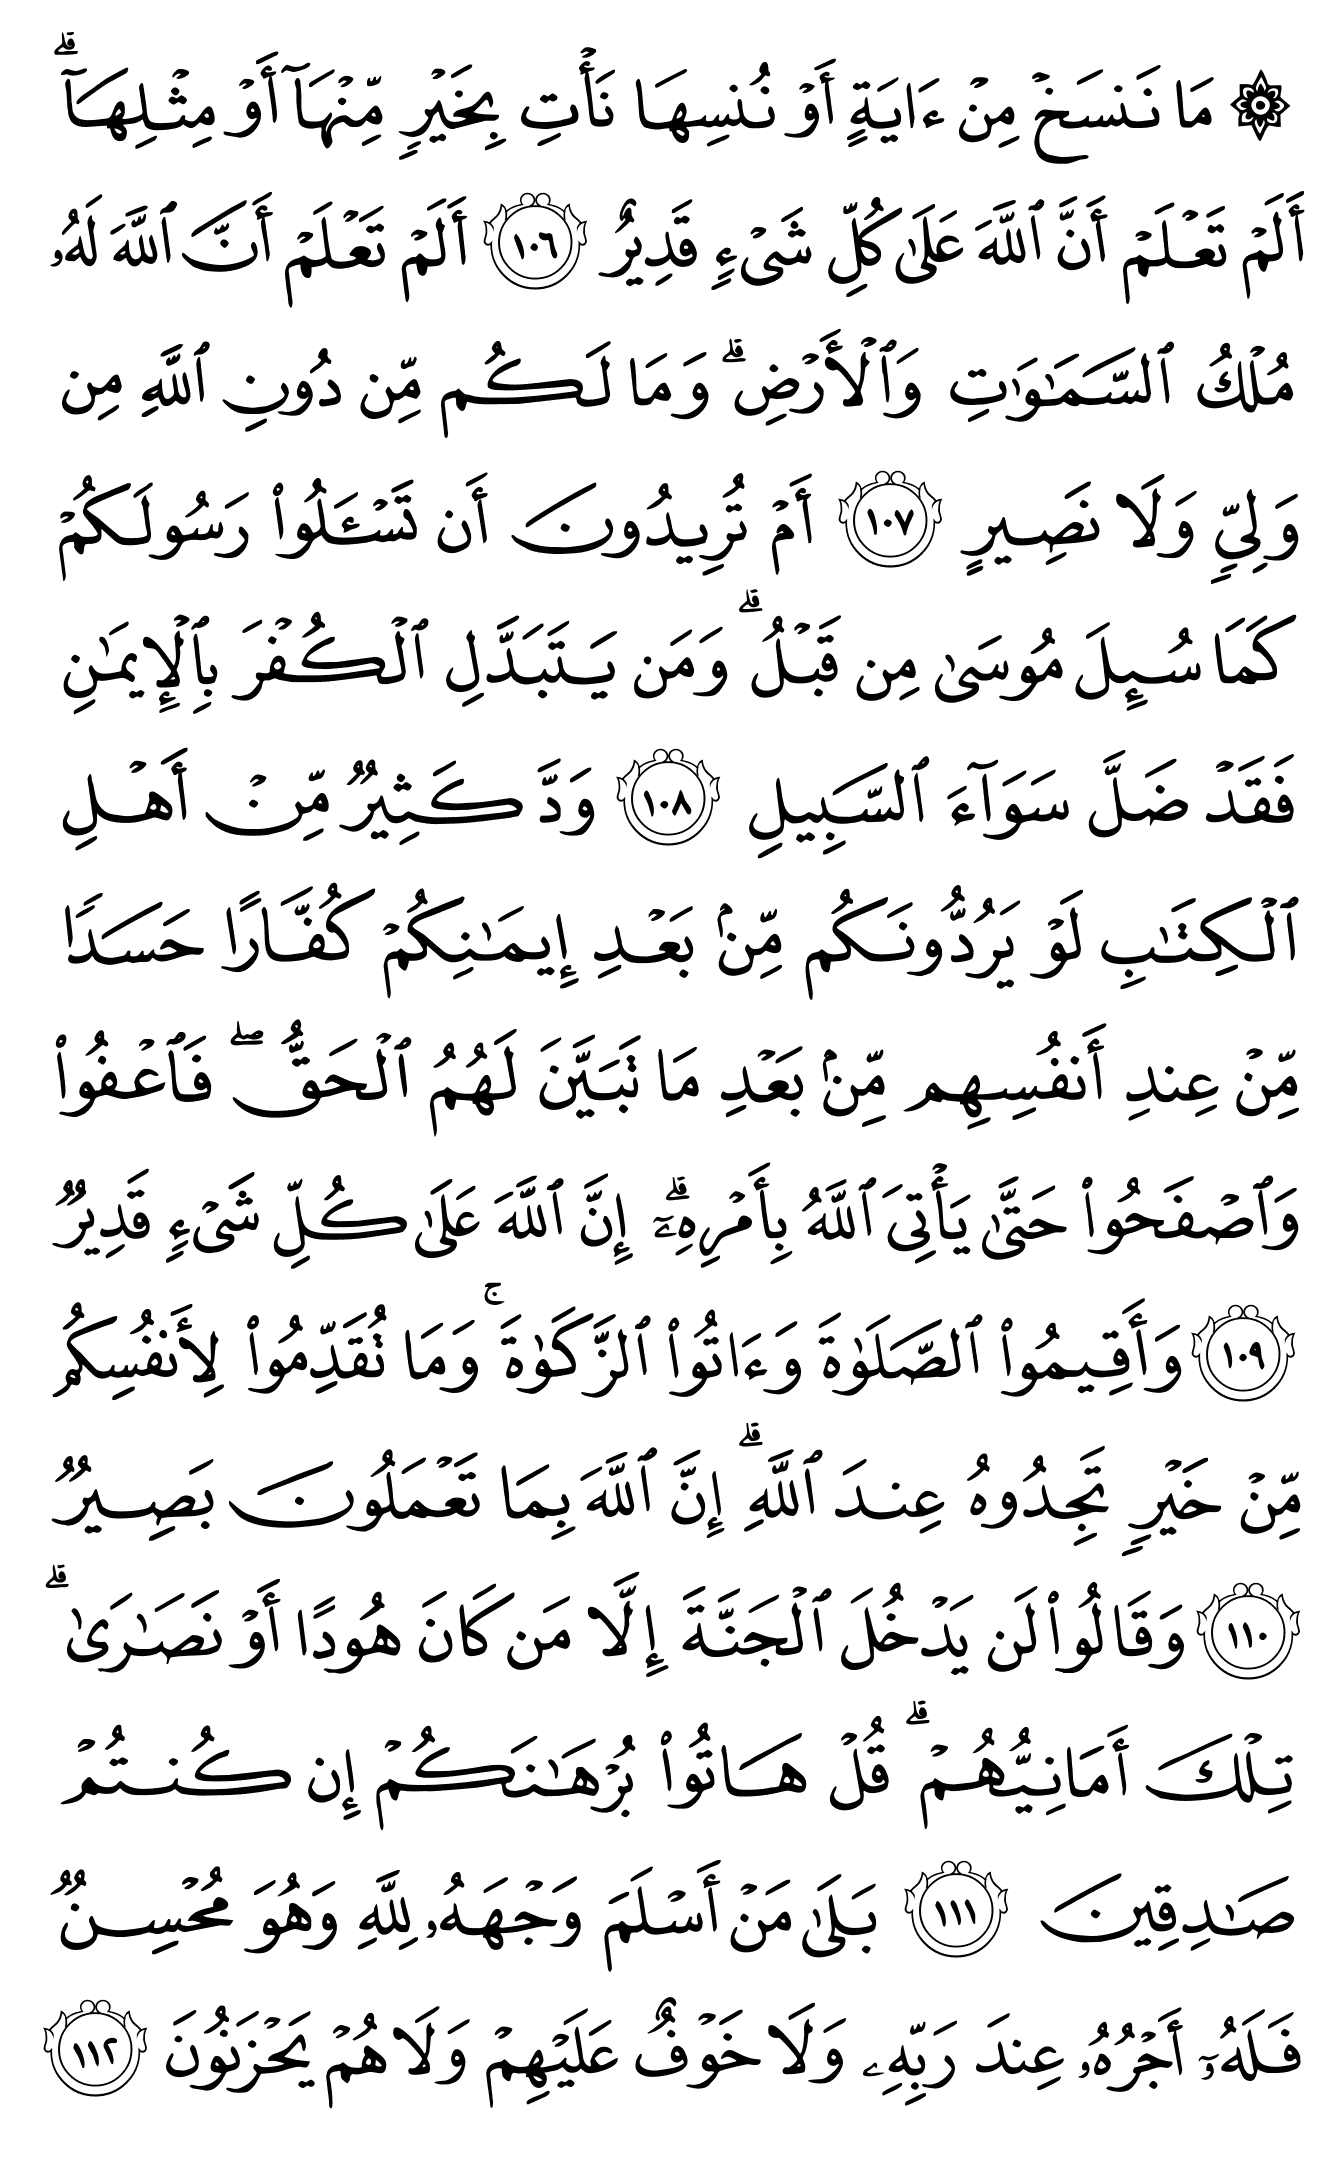 ۞ مَا نَنسَخْ مِنْ ءَايَةٍ أَوْ نُنسِهَا نَأْتِ بِخَيْرٍ مِّنْهَآ أَوْ مِثْلِهَآ ۗ
أَلَمْ تَعْلَمْ أَنَّ ٱللَّهَ عَلَىٰ كُلِّ شَىْءٍ قَدِيرٌ ١٠٦ أَلَمْ تَعْلَمْ أَنَّ ٱللَّهَ لَهُۥ
مُلْكُ ٱلسَّمَـٰوَٰتِ وَٱلْأَرْضِ ۗ وَمَا لَكُم مِّن دُونِ ٱللَّهِ مِن
وَلِىٍّ وَلَا نَصِيرٍ ١٠٧ أَمْ تُرِيدُونَ أَن تَسْـَٔلُوا۟ رَسُولَكُمْ
كَمَا سُئِلَ مُوسَىٰ مِن قَبْلُ ۗ وَمَن يَتَبَدَّلِ ٱلْكُفْرَ بِٱلْإِيمَـٰنِ
فَقَدْ ضَلَّ سَوَآءَ ٱلسَّبِيلِ ١٠٨ وَدَّ كَثِيرٌ مِّنْ أَهْلِ
ٱلْكِتَـٰبِ لَوْ يَرُدُّونَكُم مِّنۢ بَعْدِ إِيمَـٰنِكُمْ كُفَّارًا حَسَدًا
مِّنْ عِندِ أَنفُسِهِم مِّنۢ بَعْدِ مَا تَبَيَّنَ لَهُمُ ٱلْحَقُّ ۖ فَٱعْفُوا۟
وَٱصْفَحُوا۟ حَتَّىٰ يَأْتِىَ ٱللَّهُ بِأَمْرِهِۦٓ ۗ إِنَّ ٱللَّهَ عَلَىٰ كُلِّ شَىْءٍ قَدِيرٌ
١٠٩ وَأَقِيمُوا۟ ٱلصَّلَوٰةَ وَءَاتُوا۟ ٱلزَّكَوٰةَ ۚ وَمَا تُقَدِّمُوا۟ لِأَنفُسِكُم
مِّنْ خَيْرٍ تَجِدُوهُ عِندَ ٱللَّهِ ۗ إِنَّ ٱللَّهَ بِمَا تَعْمَلُونَ بَصِيرٌ
١١٠ وَقَالُوا۟ لَن يَدْخُلَ ٱلْجَنَّةَ إِلَّا مَن كَانَ هُودًا أَوْ نَصَـٰرَىٰ ۗ
تِلْكَ أَمَانِيُّهُمْ ۗ قُلْ هَاتُوا۟ بُرْهَـٰنَكُمْ إِن كُنتُمْ
صَـٰدِقِينَ ١١١ بَلَىٰ مَنْ أَسْلَمَ وَجْهَهُۥ لِلَّهِ وَهُوَ مُحْسِنٌ
فَلَهُۥٓ أَجْرُهُۥ عِندَ رَبِّهِۦ وَلَا خَوْفٌ عَلَيْهِمْ وَلَا هُمْ يَحْزَنُونَ ١١٢